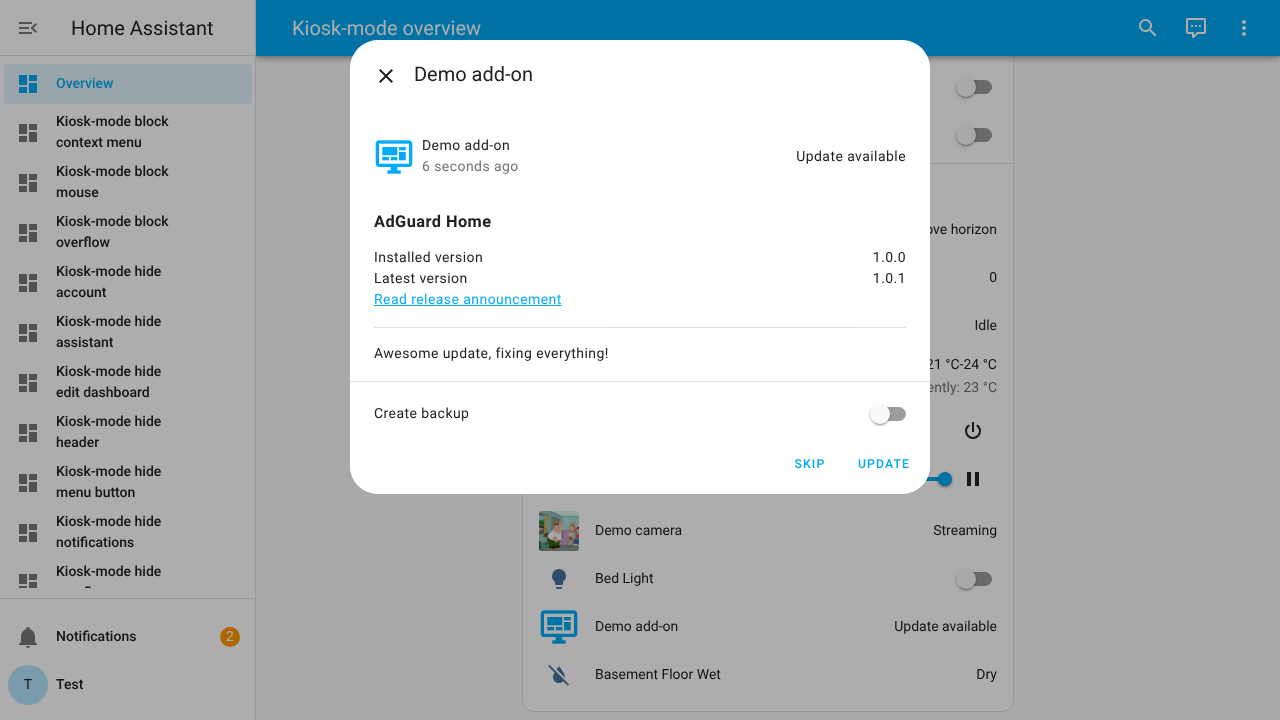 Home Assistant
Kiosk-mode overview
Overview
Kiosk-mode block
context menu
Kiosk-mode block
mouse
Kiosk-mode block
overflow
Kiosk-mode hide
account
Kiosk-mode hide
assistant
Kiosk-mode hide
edit dashboard
Kiosk-mode hide
header
Kiosk-mode hide
menu button
Kiosk-mode hide
notifications
Kiosk-mode hide
Notifications
2
T
Test
Demo add-on
Demo add-on
6 seconds ago
Update available
AdGuard Home
Installed version
1.0.0
Latest version
1.0.1
Read release announcement
Awesome update, fixing everything!
Create backup
SKIP
UPDATE
ove horizon
0
Idle
21 °C-24 °C
ently: 23 °C
Demo camera
Streaming
Bed Light
Demo add-on
Update available
Basement Floor Wet
Dry